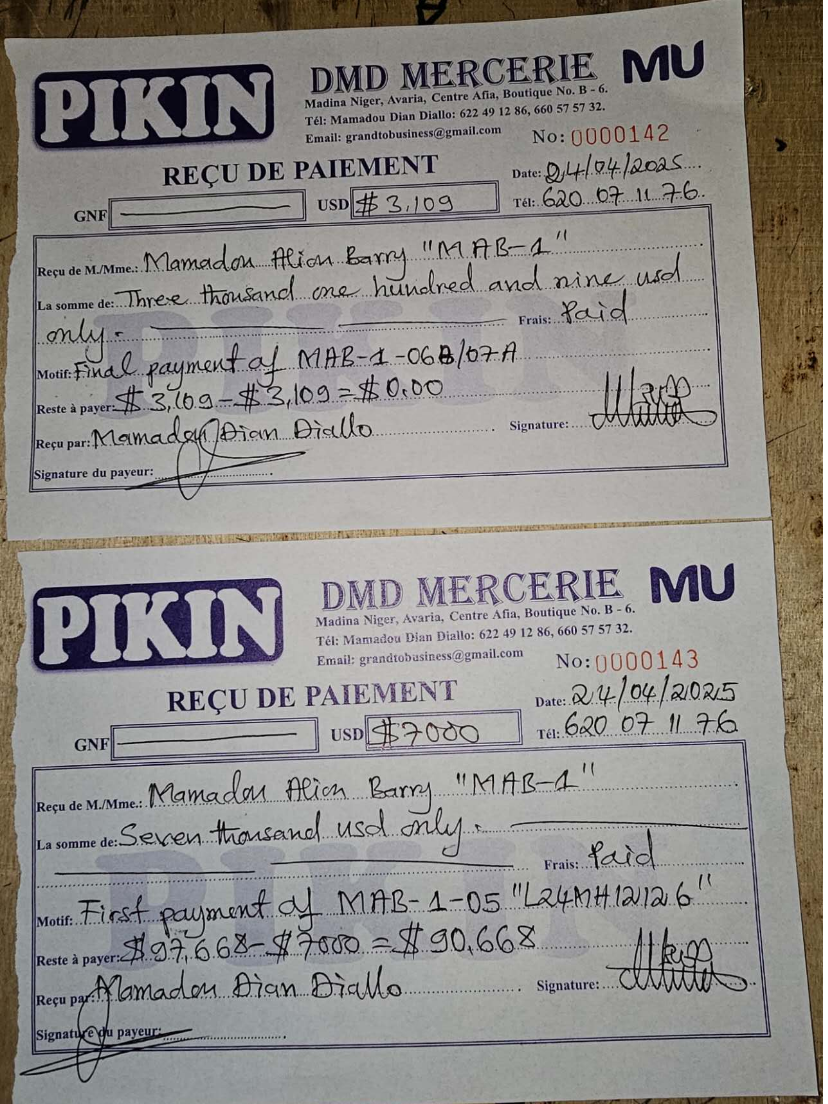 PIKIN
DMD MERCERIE MU
Madina Niger, Avaria, Centre Afia, Boutique No. B - 6.
Tél: Mamadou Dian Diallo: 622 49 12 86, 660 57 57 32.
Email: grandtobusiness@gmail.com
No: 0000142
REÇU DE PAIEMENT
Date: 24/04/2025
GNF USD $ 3,109 Tél: 620 07 11 76
Reçu de M./Mme.: Mamadou Aliou Barry "MAB-1"
La somme de: Three thousand one hundred and nine usd
only. Frais: Paid
Motif: Final payment of MAB-1-06B/07-A
Reste à payer: $ 3,109 - $ 3,109 = $0.00
Reçu par: Mamadou Dian Diallo Signature:
Signature du payeur:
PIKIN
DMD MERCERIE MU
Madina Niger, Avaria, Centre Afia, Boutique No. B - 6.
Tél: Mamadou Dian Diallo: 622 49 12 86, 660 57 57 32.
Email: grandtobusiness@gmail.com
No: 0000143
REÇU DE PAIEMENT
Date: 24/04/2025
GNF USD $7000 Tél: 620 07 11 76
Reçu de M./Mme.: Mamadou Aliou Barry "MAB-1"
La somme de: Seven thousand usd only.
Frais: Paid
Motif: First payment of MAB-1-05 "L24MH12126"
Reste à payer: $97,668 - $7000 = $90,668
Reçu par: Mamadou Dian Diallo Signature:
Signature du payeur: